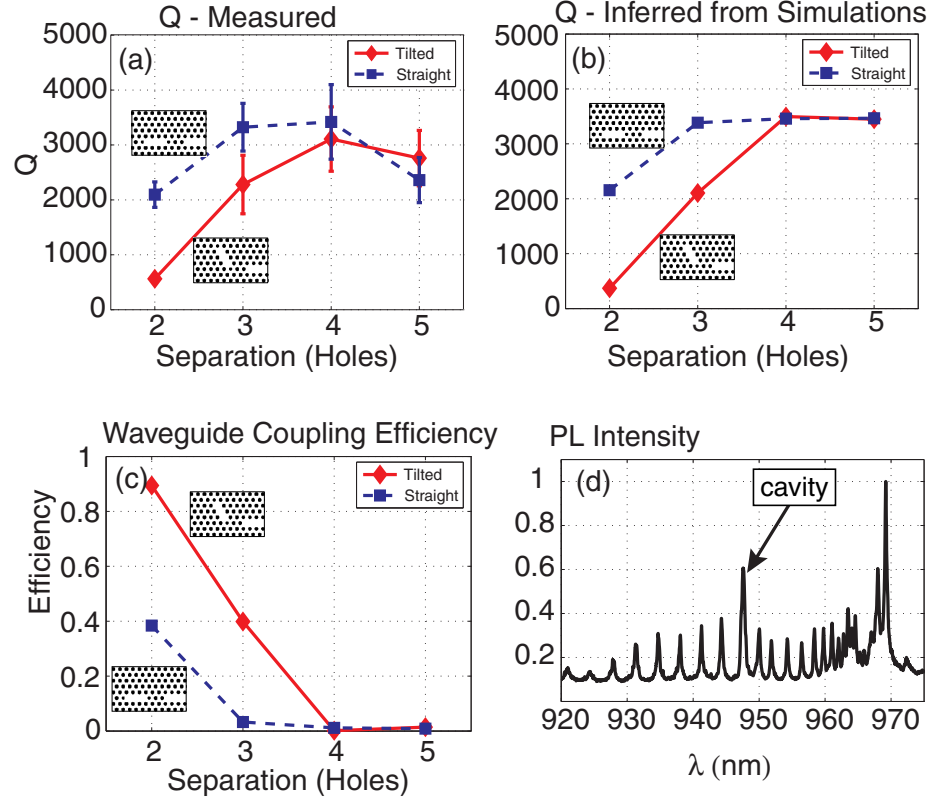 Q - Measured
(a)
Tilted
Straight
5000
4000
3000
2000
1000
0
Q
2 3 4 5
Separation (Holes)
Q - Inferred from Simulations
(b)
Tilted
Straight
5000
4000
3000
2000
1000
0
2 3 4 5
Separation (Holes)
Waveguide Coupling Efficiency
(c)
Tilted
Straight
1
0.8
0.6
0.4
0.2
0
Efficiency
2 3 4 5
Separation (Holes)
PL Intensity
(d)
cavity
1
0.8
0.6
0.4
0.2
920 930 940 950 960 970
λ (nm)